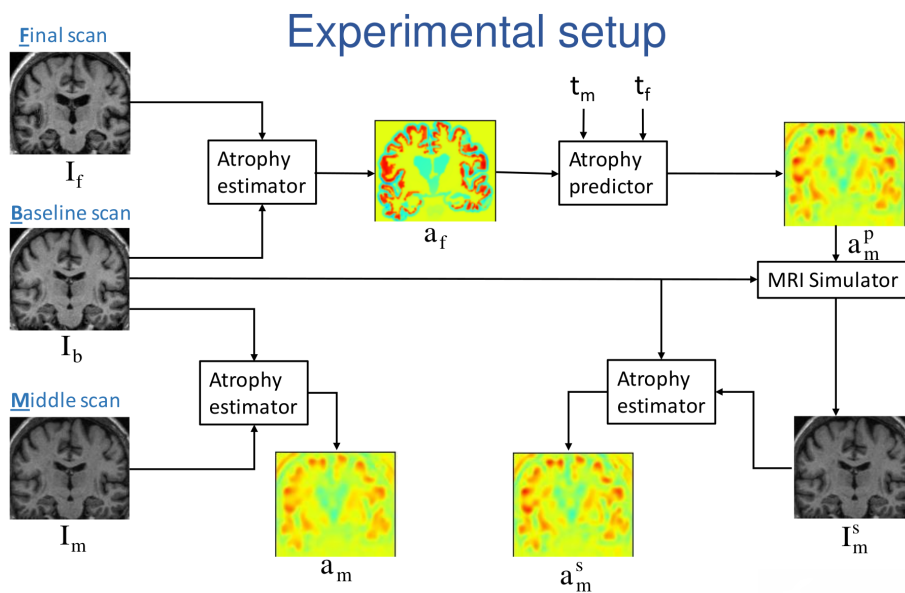 Experimental setup
Final scan
I_f
Atrophy
estimator
a_f
t_m
t_f
Atrophy
predictor
a_m^p
Baseline scan
I_b
MRI Simulator
Atrophy
estimator
Atrophy
estimator
Middle scan
I_m
a_m
a_m^s
I_m^s